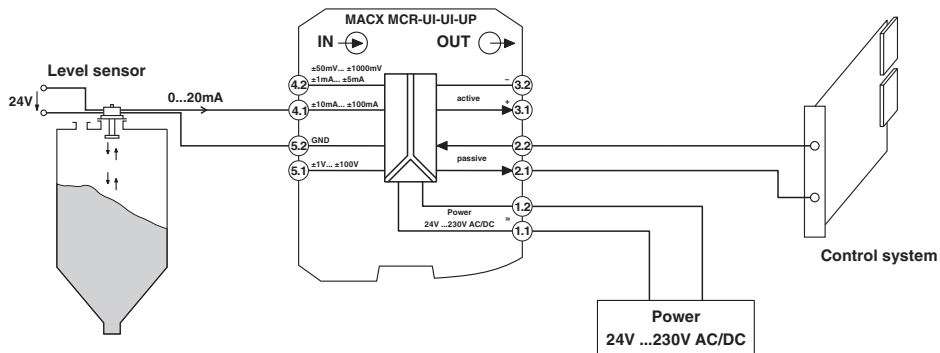 MACX MCR-UI-UI-UP
IN OUT
Level sensor
24V
0...20mA
±50mV... ±1000mV
4.2 ±1mA... ±5mA
4.1 ±10mA... ±100mA
5.2 GND
5.1 ±1V... ±100V
– 3.2
active + 3.1
2.2
passive 2.1
1.2
Power
24V ...230V AC/DC ≃ 1.1
Control system
Power
24V ...230V AC/DC